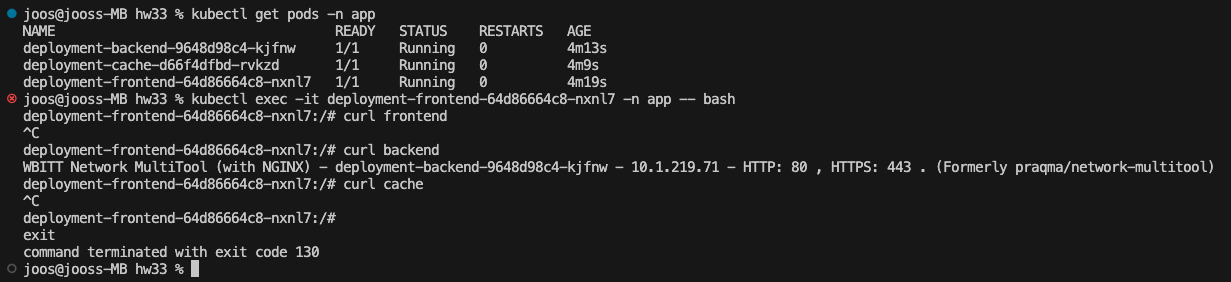 joos@jooss-MB hw33 % kubectl get pods -n app
NAME READY STATUS RESTARTS AGE
deployment-backend-9648d98c4-kjfnw 1/1 Running 0 4m13s
deployment-cache-d66f4dfbd-rvkzd 1/1 Running 0 4m9s
deployment-frontend-64d86664c8-nxnl7 1/1 Running 0 4m19s
joos@jooss-MB hw33 % kubectl exec -it deployment-frontend-64d86664c8-nxnl7 -n app -- bash
deployment-frontend-64d86664c8-nxnl7:/# curl frontend
^C
deployment-frontend-64d86664c8-nxnl7:/# curl backend
WBITT Network MultiTool (with NGINX) - deployment-backend-9648d98c4-kjfnw - 10.1.219.71 - HTTP: 80 , HTTPS: 443 . (Formerly praqma/network-multitool)
deployment-frontend-64d86664c8-nxnl7:/# curl cache
^C
deployment-frontend-64d86664c8-nxnl7:/#
exit
command terminated with exit code 130
joos@jooss-MB hw33 %